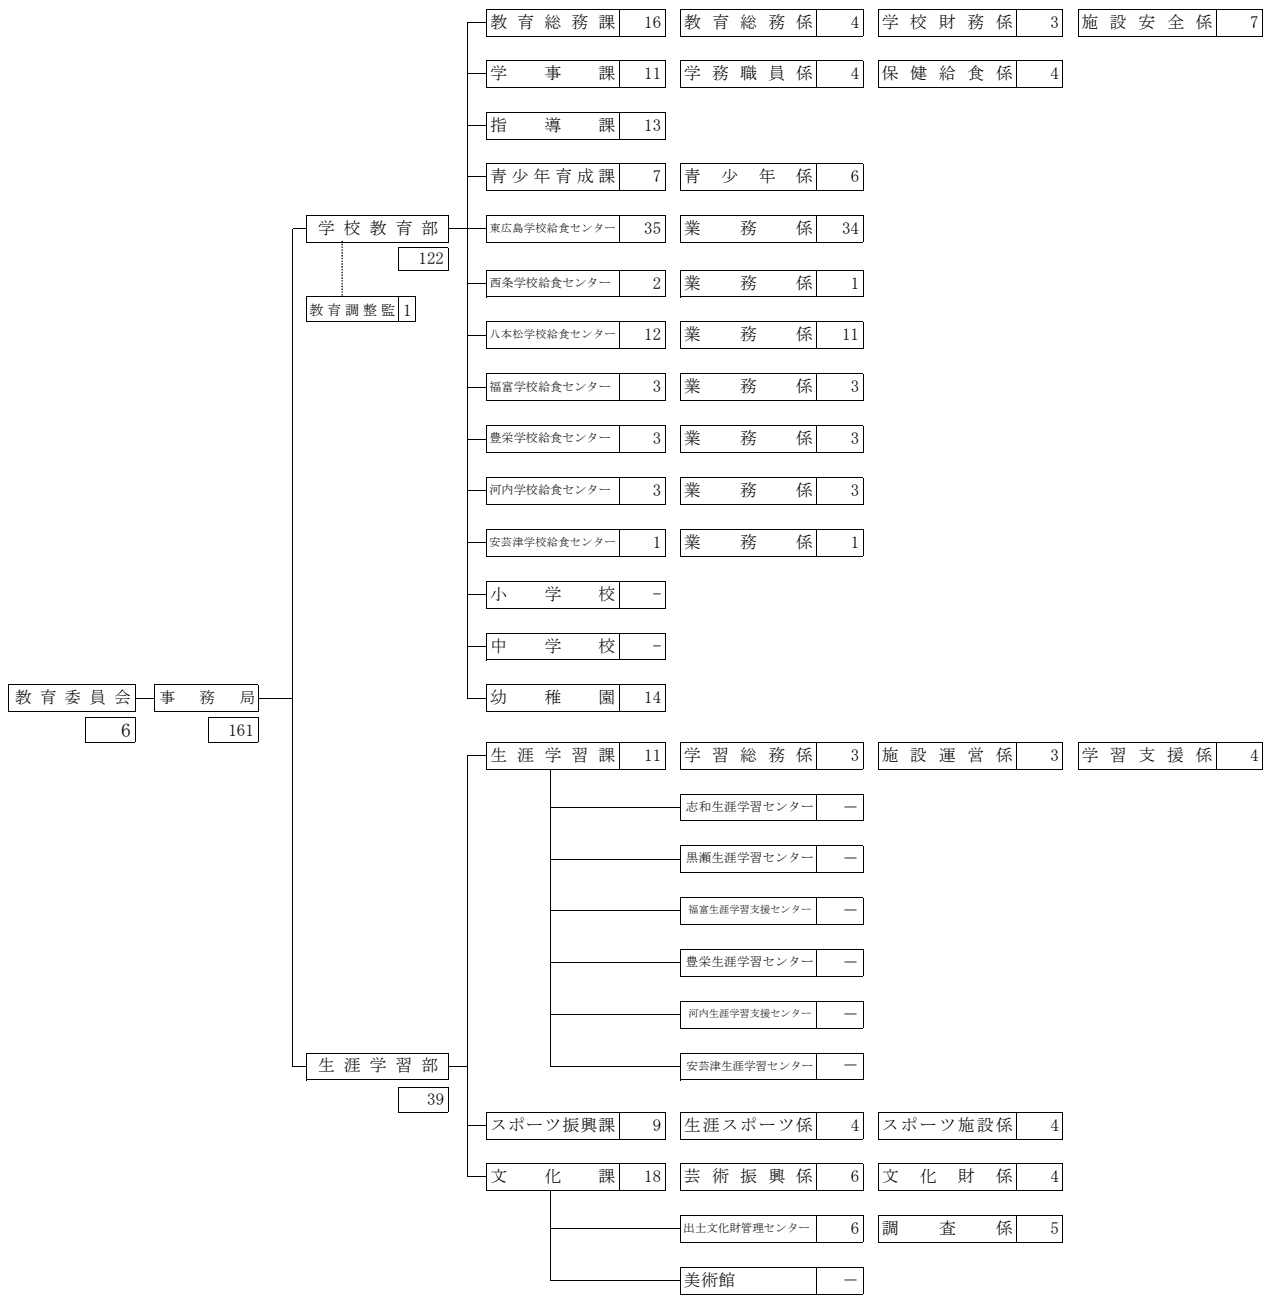 教育総務課 16 教育総務係 4 学校財務係 3 施設安全係 7
学事課 11 学務職員係 4 保健給食係 4
指導課 13
青少年育成課 7 青少年係 6
学校教育部 東広島学校給食センター 35 業務係 34
122
西条学校給食センター 2 業務係 1
教育調整監 1
八本松学校給食センター 12 業務係 11
福富学校給食センター 3 業務係 3
豊栄学校給食センター 3 業務係 3
河内学校給食センター 3 業務係 3
安芸津学校給食センター 1 業務係 1
小学校 -
中学校 -
教育委員会 事務局 幼稚園 14
6 161
生涯学習課 11 学習総務係 3 施設運営係 3 学習支援係 4
志和生涯学習センター ―
黒瀬生涯学習センター ―
福富生涯学習支援センター ―
豊栄生涯学習センター ―
河内生涯学習支援センター ―
生涯学習部 安芸津生涯学習センター ―
39
スポーツ振興課 9 生涯スポーツ係 4 スポーツ施設係 4
文化課 18 芸術振興係 6 文化財係 4
出土文化財管理センター 6 調査係 5
美術館 ―